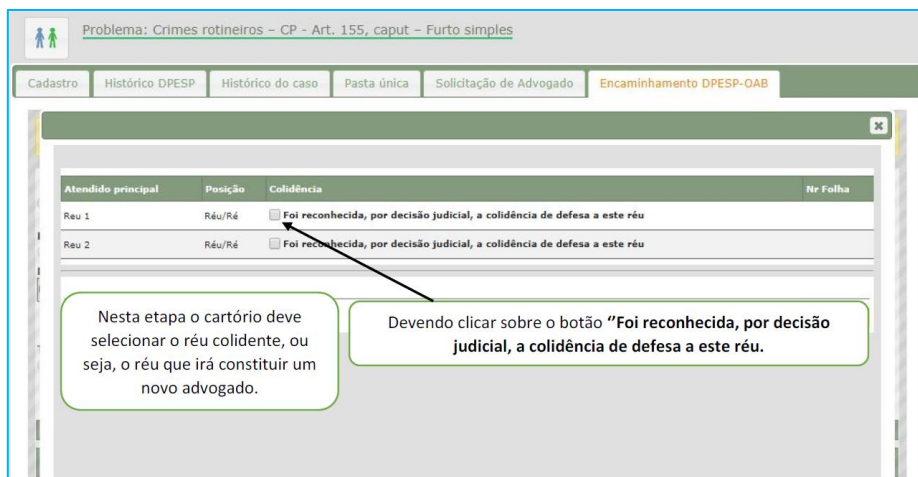 Problema: Crimes rotineiros – CP - Art. 155, caput – Furto simples
Cadastro
Histórico DPESP
Histórico do caso
Pasta única
Solicitação de Advogado
Encaminhamento DPESP-OAB
Atendido principal
Posição
Colidência
Nr Folha
Reu 1
Réu/Ré
Foi reconhecida, por decisão judicial, a colidência de defesa a este réu
Reu 2
Réu/Ré
Foi reconhecida, por decisão judicial, a colidência de defesa a este réu
Nesta etapa o cartório deve
selecionar o réu colidente, ou
seja, o réu que irá constituir um
novo advogado.
Devendo clicar sobre o botão ‘’Foi reconhecida, por decisão
judicial, a colidência de defesa a este réu.